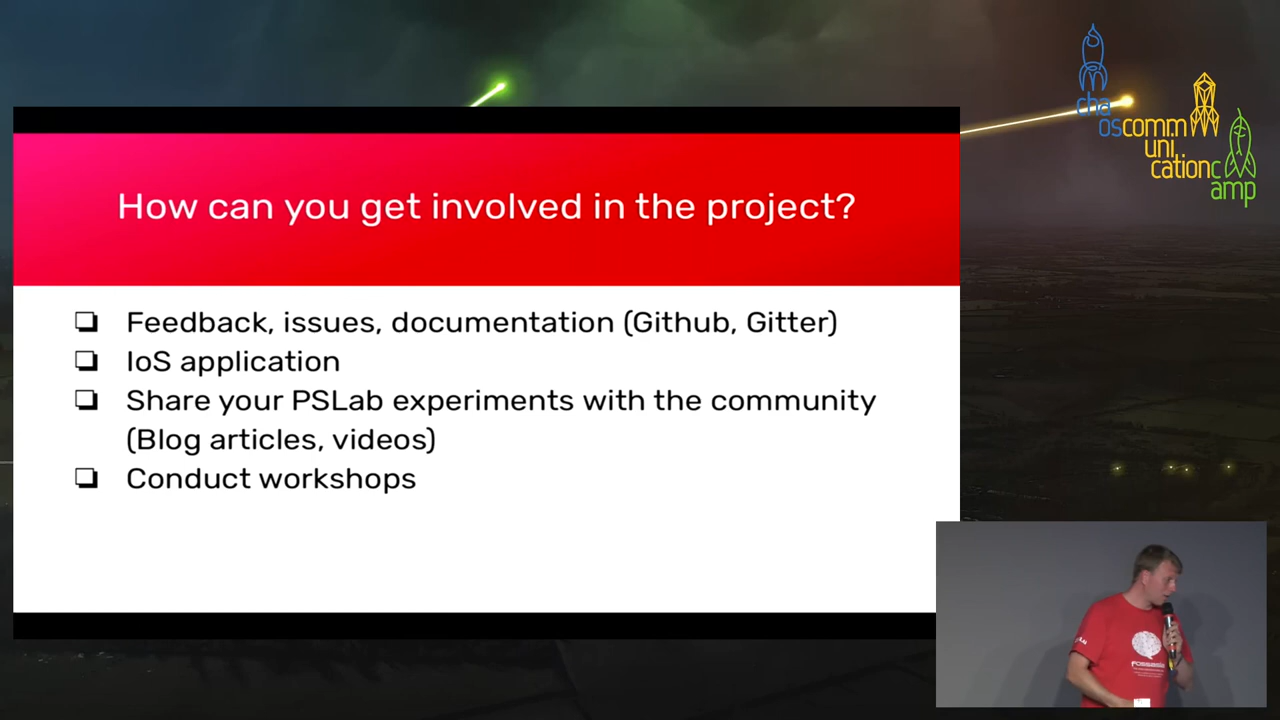 cha
oscomm
uni
cationc
amp
How can you get involved in the project?
❏ Feedback, issues, documentation (Github, Gitter)
❏ IoS application
❏ Share your PSLab experiments with the community
(Blog articles, videos)
❏ Conduct workshops